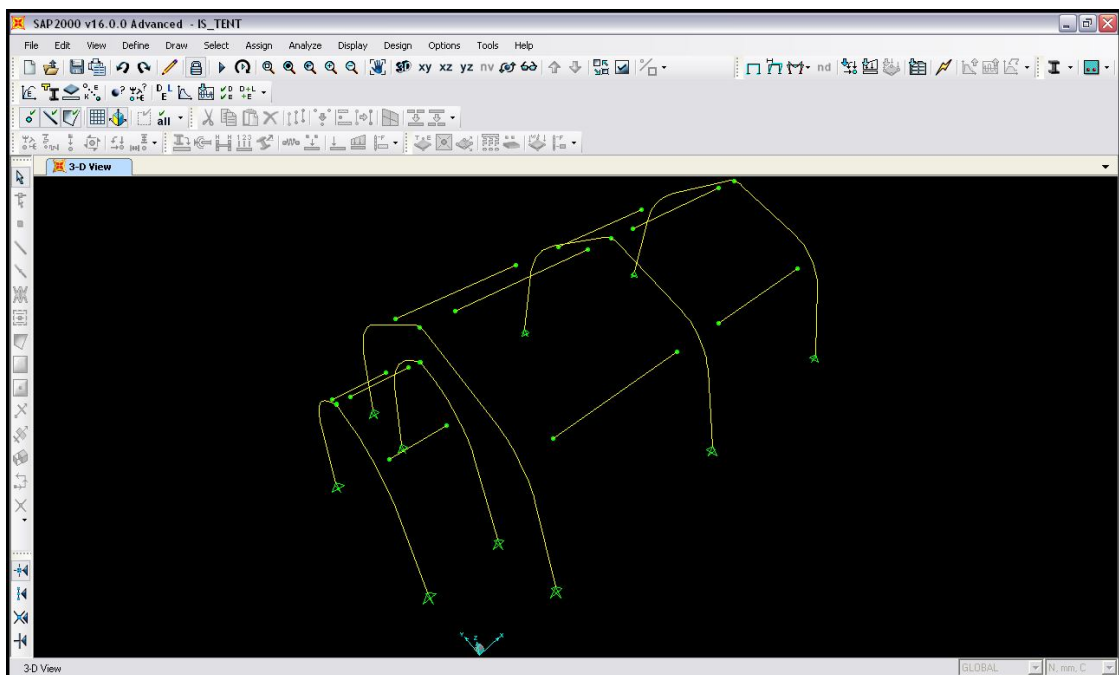 SAP2000 v16.0.0 Advanced - IS_TENT
File Edit View Define Draw Select Assign Analyze Display Design Options Tools Help
xy xz yz nv nd
all
3-D View
X
Y
Z
3-D View GLOBAL N, mm, C